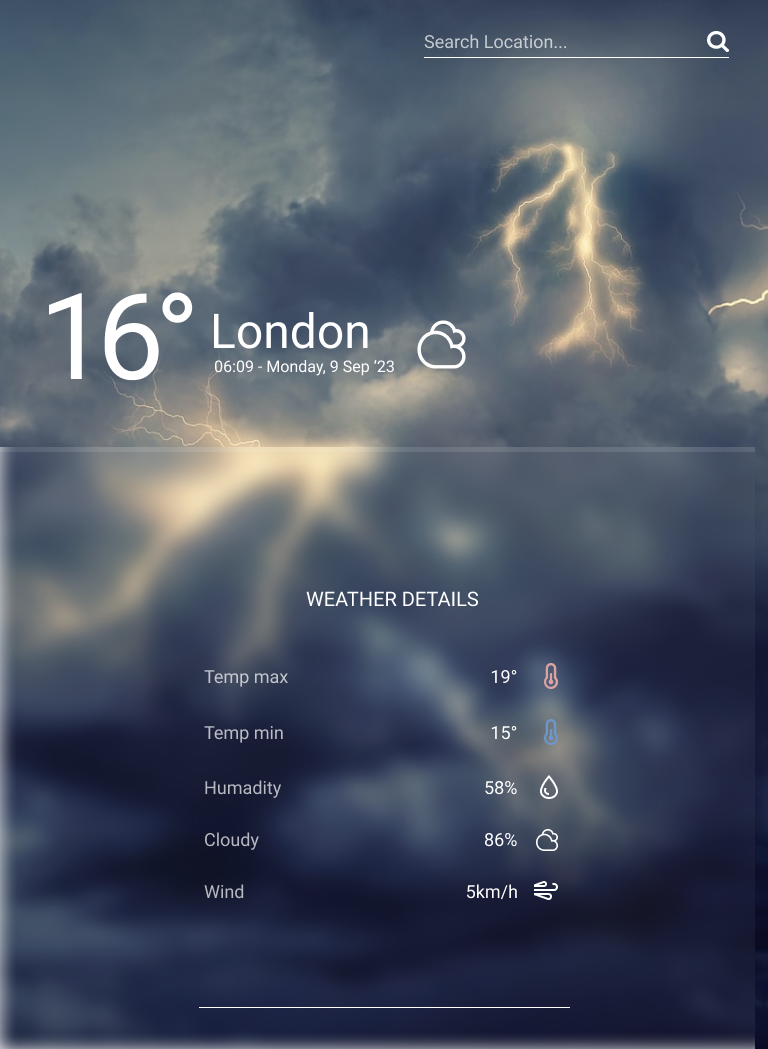 Search Location...
16° London
06:09 - Monday, 9 Sep ‘23
WEATHER DETAILS
Temp max 19°
Temp min 15°
Humadity 58%
Cloudy 86%
Wind 5km/h